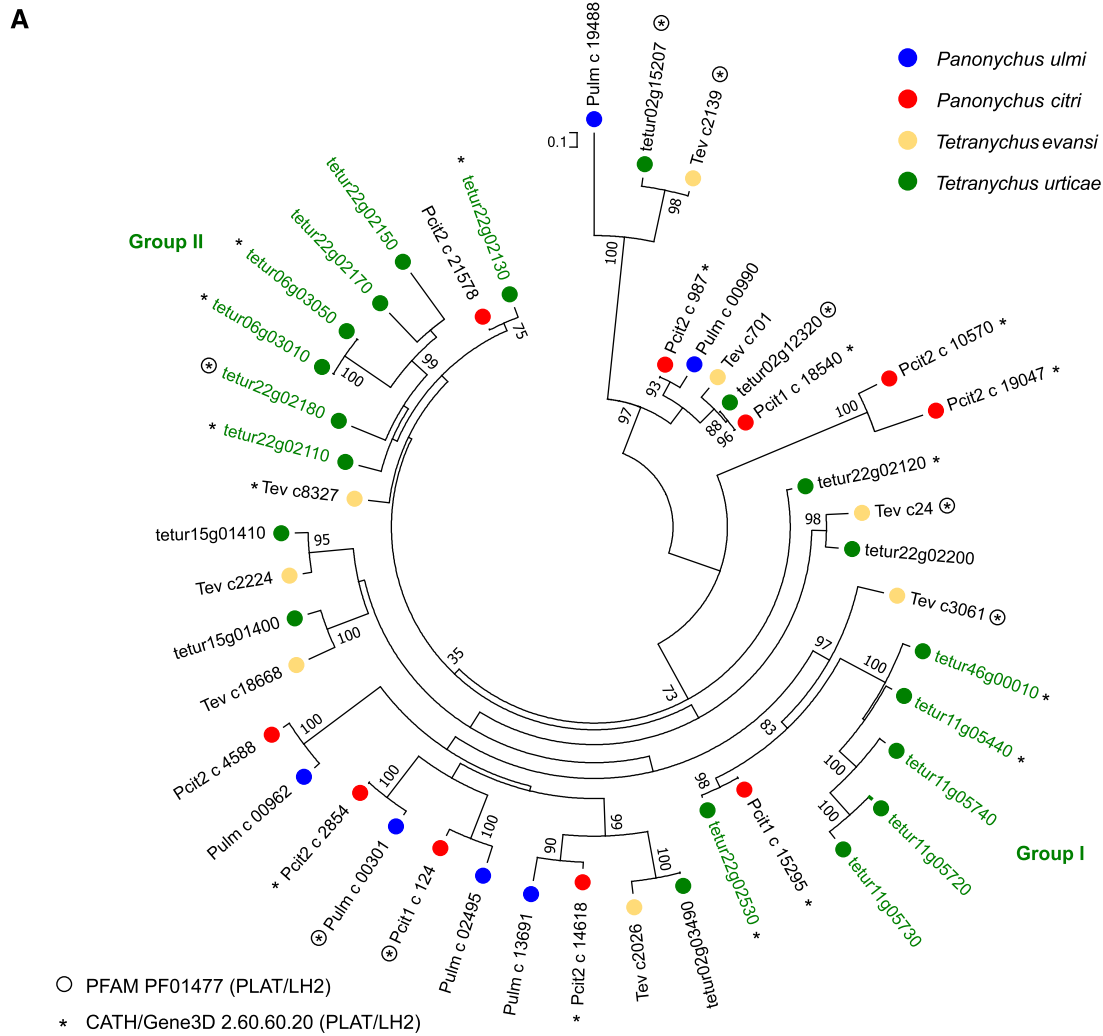 A
Panonychus ulmi
Panonychus citri
Tetranychus evansi
Tetranychus urticae
0.1
Pulm c 19488
tetur02g15207 *
Tev c2139 *
98
100
Pcit2 c 987 *
Pulm c 00990
Tev c701
tetur02g12320 *
Pcit1 c 18540 *
93
88
96
97
Pcit2 c 10570 *
Pcit2 c 19047 *
100
tetur22g02120 *
Tev c24 *
tetur22g02200
98
Tev c3061 *
97
tetur46g00010 *
tetur11g05440 *
tetur11g05740
tetur11g05720
tetur11g05730
100
100
100
83
Group I
Pcit1 c 15295 *
tetur22g02530 *
98
73
tetur02g03490
Tev c2026
100
99
Pcit2 c 14618 *
Pulm c 13691
90
Pulm c 02495
* Pcit1 c 124
100
* Pulm c 00301
* Pcit2 c 2854
100
Pulm c 00962
Pcit2 c 4588
100
35
Tev c18668
tetur15g01400
100
Tev c2224
tetur15g01410
95
* Tev c8327
* tetur22g02110
* tetur22g02180
* tetur06g03010
* tetur06g03050
100
tetur22g02170
tetur22g02150
99
Group II
Pcit2 c 21578
* tetur22g02130
75
PFAM PF01477 (PLAT/LH2)
* CATH/Gene3D 2.60.60.20 (PLAT/LH2)